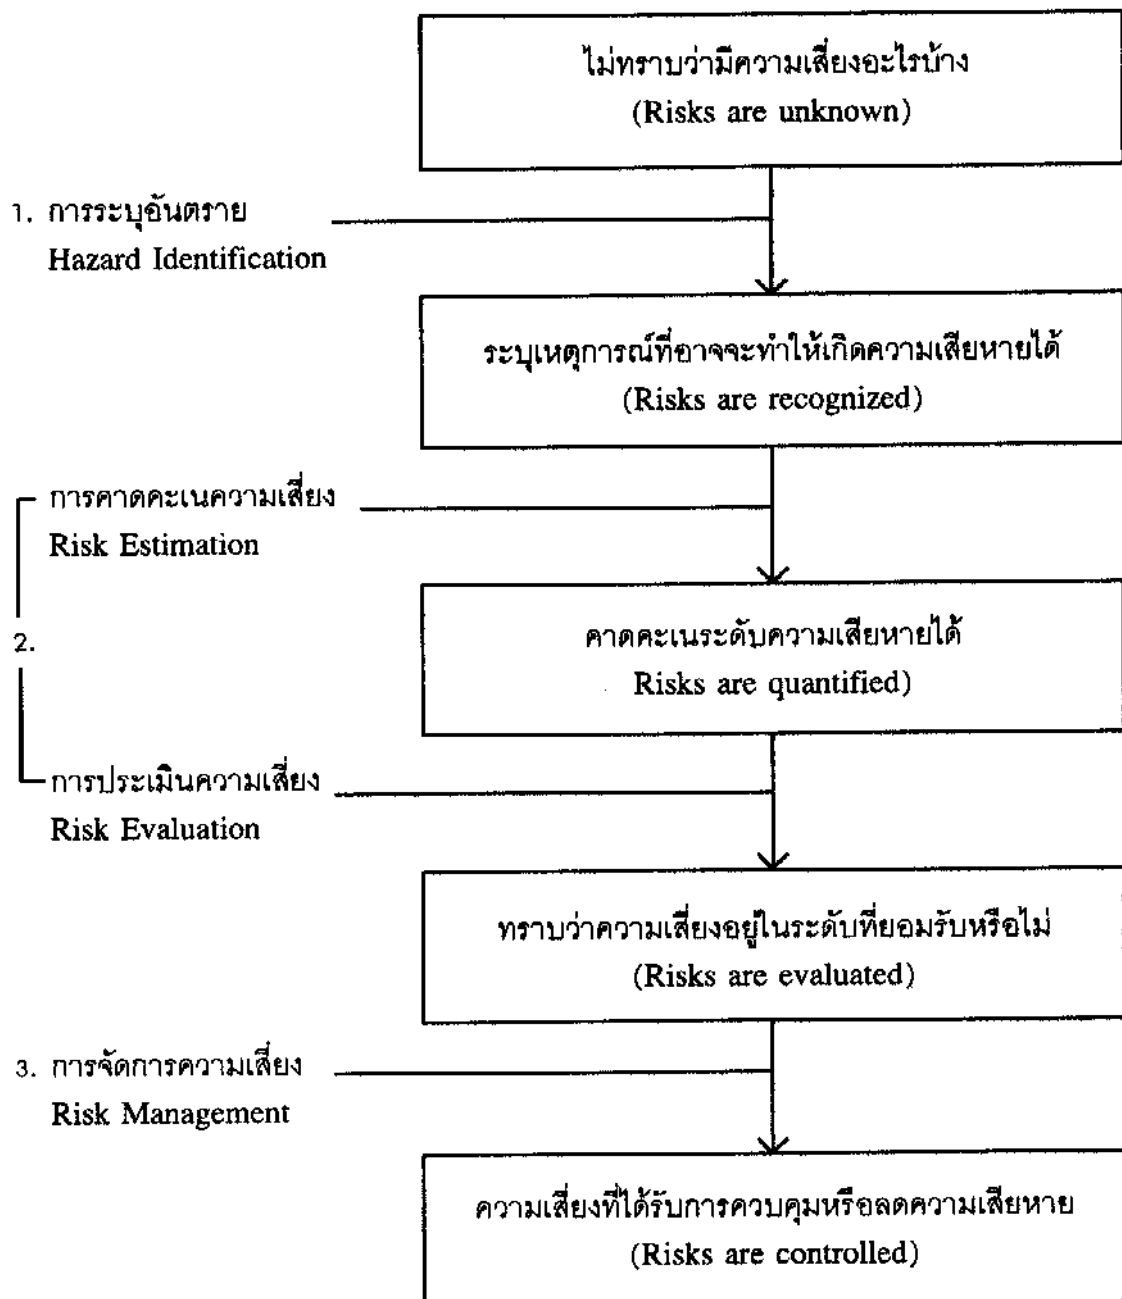 ไม่ทราบว่ามีความเสี่ยงอะไรบ้าง
(Risks are unknown)
1. การระบุอันตราย
Hazard Identification
ระบุเหตุการณ์ที่อาจจะทำให้เกิดความเสียหายได้
(Risks are recognized)
การคาดคะเนความเสี่ยง
Risk Estimation
คาดคะเนระดับความเสียหายได้
2.
Risks are quantified)
การประเมินความเสี่ยง
Risk Evaluation
ทราบว่าความเสี่ยงอยู่ในระดับที่ยอมรับหรือไม่
(Risks are evaluated)
3. การจัดการความเสี่ยง
Risk Management
ความเสี่ยงที่ได้รับการควบคุมหรือลดความเสียหาย
(Risks are controlled)